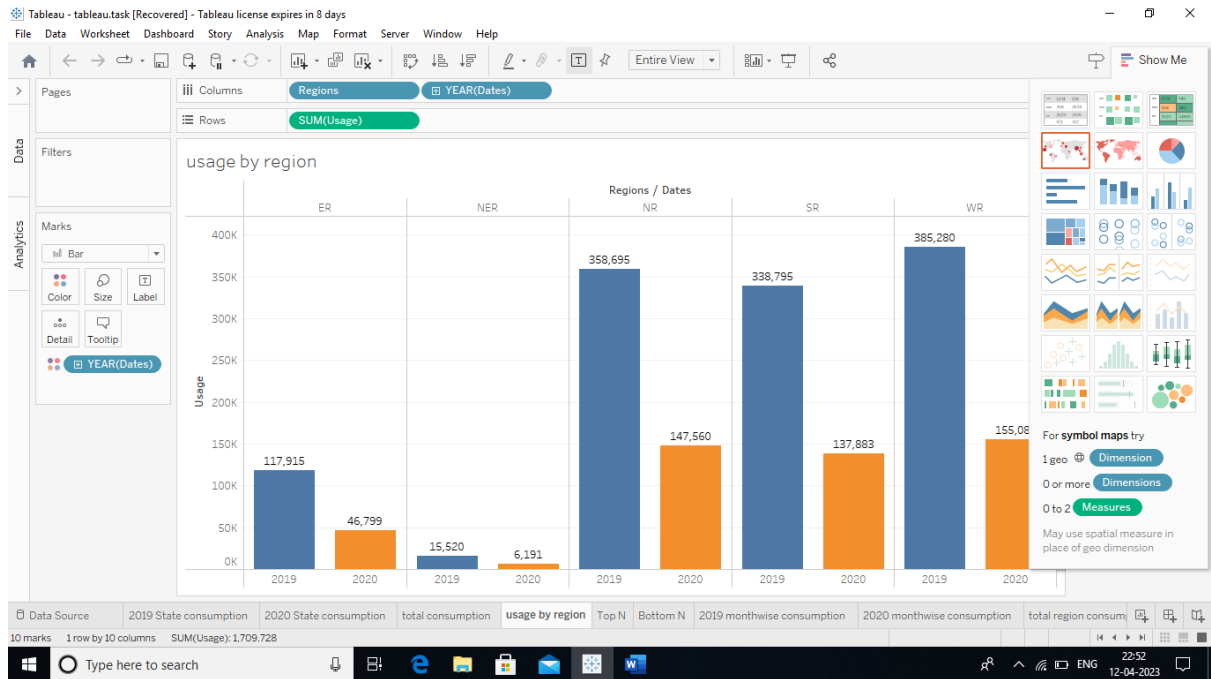 Tableau - tableau.task [Recovered] - Tableau license expires in 8 days
File Data Worksheet Dashboard Story Analysis Map Format Server Window Help
Entire View
Show Me
Pages
iii Columns
Regions
YEAR(Dates)
Rows
SUM(Usage)
Data
Analytics
Filters
Marks
Bar
Color Size Label
Detail Tooltip
YEAR(Dates)
usage by region
Regions / Dates
ER NER NR SR WR
Usage
400K
350K
300K
250K
200K
150K
100K
50K
0K
117,915
46,799
15,520
6,191
358,695
147,560
338,795
137,883
385,280
155,08
2019 2020 2019 2020 2019 2020 2019 2020 2019 2020
For symbol maps try
1 geo Dimension
0 or more Dimensions
0 to 2 Measures
May use spatial measure in
place of geo dimension
Data Source 2019 State consumption 2020 State consumption total consumption usage by region Top N Bottom N 2019 monthwise consumption 2020 monthwise consumption total region consum
10 marks 1 row by 10 columns SUM(Usage): 1,709,728
Type here to search
ENG
22:52
12-04-2023